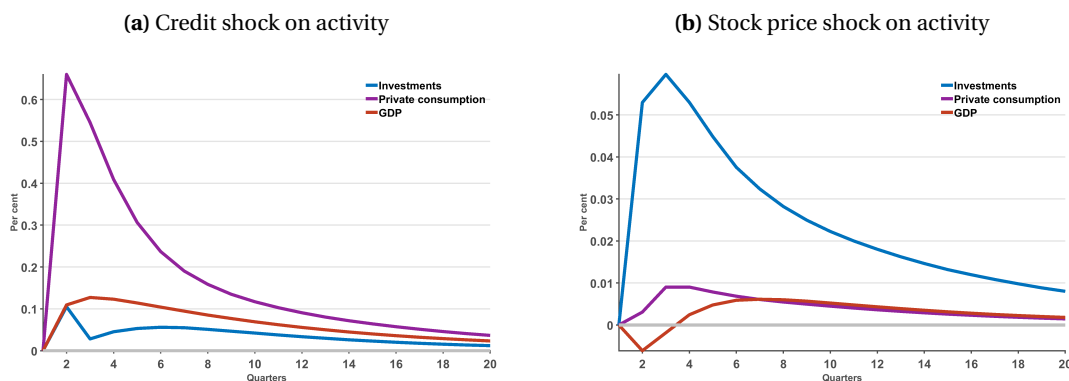 (a) Credit shock on activity
Investments
Private consumption
GDP
Per cent
0.6
0.5
0.4
0.3
0.2
0.1
0
2 4 6 8 10 12 14 16 18 20
Quarters
(b) Stock price shock on activity
Investments
Private consumption
GDP
Per cent
0.05
0.04
0.03
0.02
0.01
0
2 4 6 8 10 12 14 16 18 20
Quarters